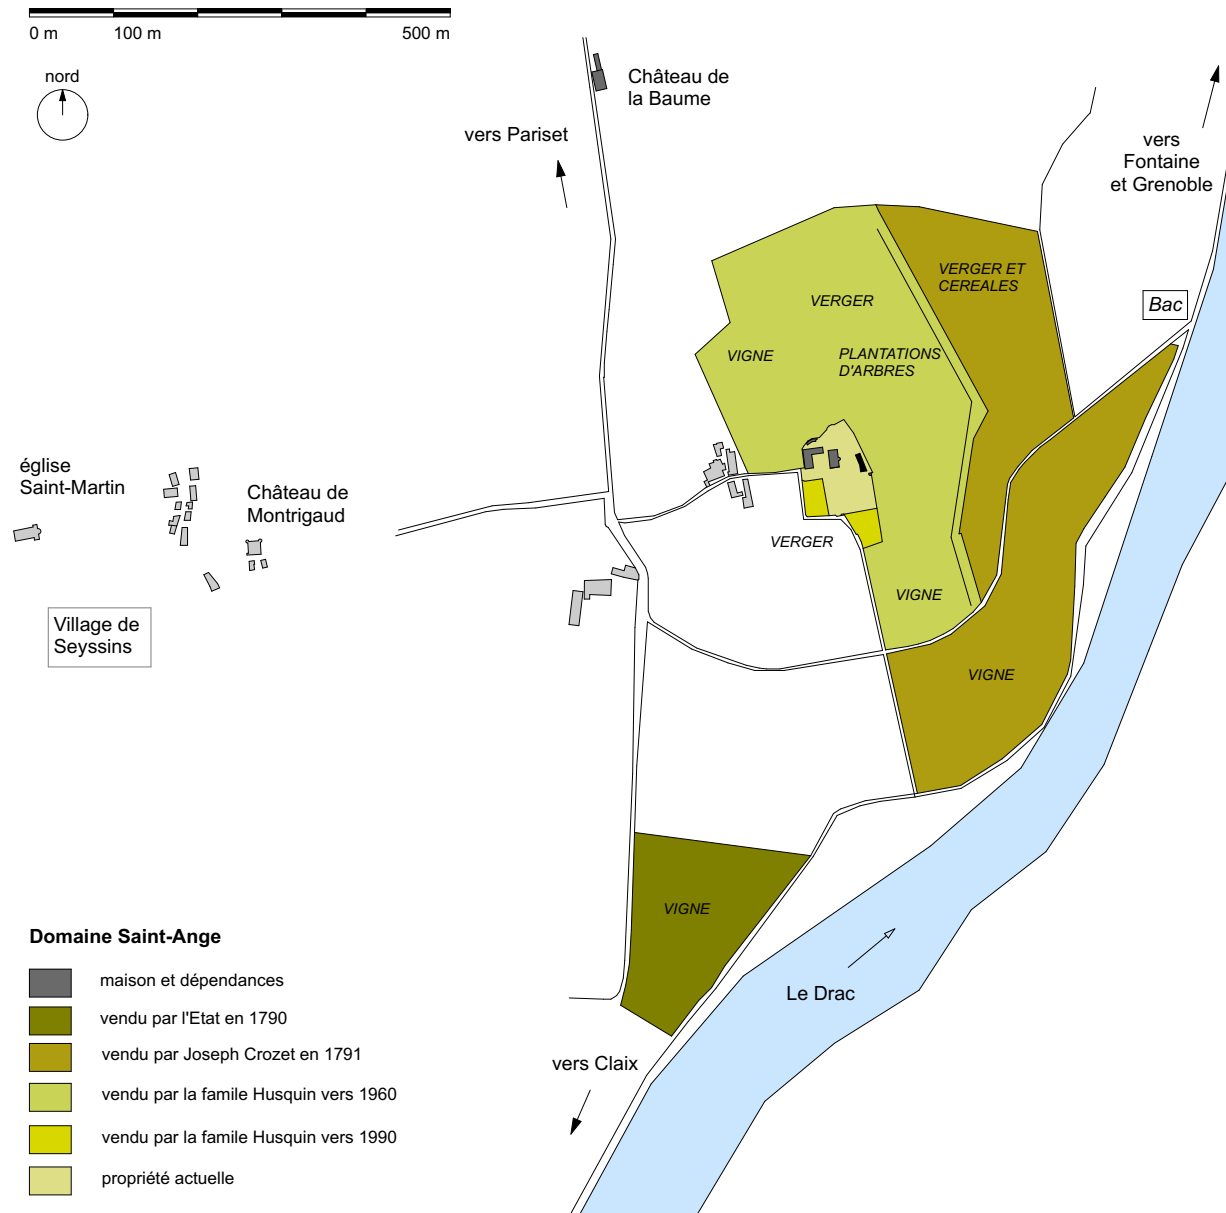 0 m 100 m 500 m
nord
Château de
la Baume
vers Pariset
vers
Fontaine
et Grenoble
VERGER ET
CEREALES
Bac
VERGER
VIGNE
PLANTATIONS
D'ARBRES
église
Saint-Martin
Château de
Montrigaud
VERGER
VIGNE
Village de
Seyssins
VIGNE
VIGNE
Le Drac
vers Claix
Domaine Saint-Ange
maison et dépendances
vendu par l'Etat en 1790
vendu par Joseph Crozet en 1791
vendu par la famile Husquin vers 1960
vendu par la famile Husquin vers 1990
propriété actuelle